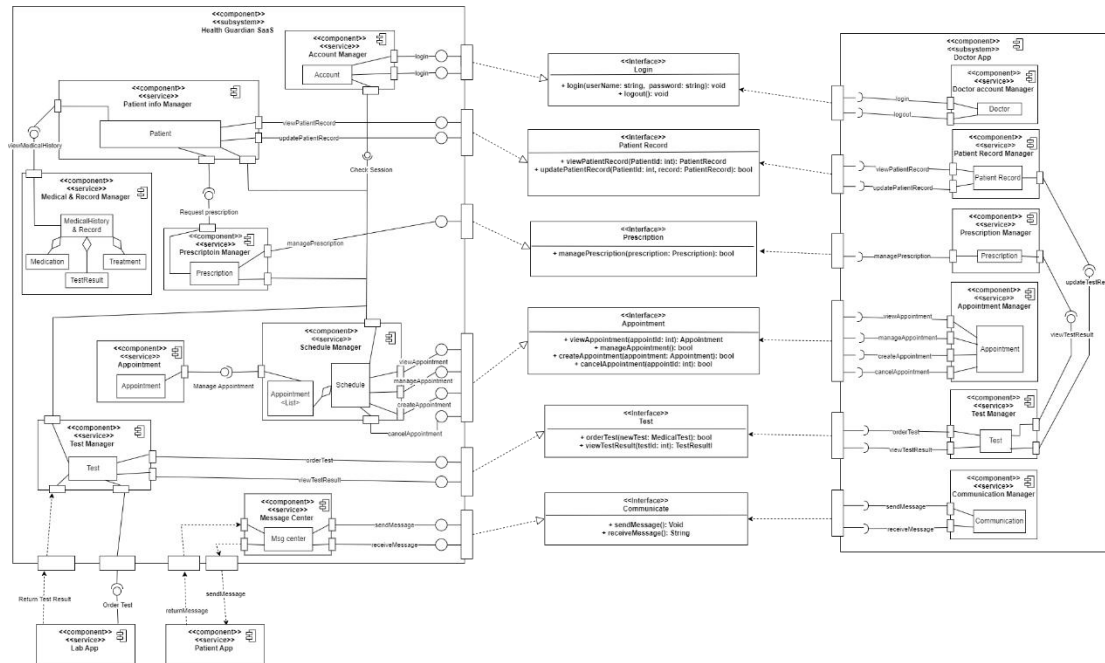 <<component>>
<<subsystem>>
Health Guardian SaaS
<<component>>
<<service>>
Account Manager
Account
login
login
<<component>>
<<service>>
Patient info Manager
Patient
viewPatientRecord
updatePatientRecord
viewMedicalHistory
Check Session
<<component>>
<<service>>
Medical & Record Manager
MedicalHistory
& Record
Medication
Treatment
TestResult
Request prescription
<<component>>
<<service>>
Prescriptoin Manager
Prescription
managePrescription
<<component>>
<<service>>
Appointment
Appointment
Manage Appointment
<<component>>
<<service>>
Schedule Manager
Appointment
<List>
Schedule
viewAppointment
manageAppointment
createAppointment
cancelAppointment
<<component>>
<<service>>
Test Manager
Test
orderTest
viewTestResult
<<component>>
<<service>>
Message Center
Msg center
sendMessage
receiveMessage
Return Test Result
Order Test
returnMessage
sendMessage
<<component>>
<<service>>
Lab App
<<component>>
<<service>>
Patient App
<<Interface>>
Login
+ login(userName: string, password: string): void
+ logout(): void
<<Interface>>
Patient Record
+ viewPatientRecord(PatientId: int): PatientRecord
+ updatePatientRecord(PatientId: int, record: PatientRecord): bool
<<Interface>>
Prescription
+ managePrescription(prescription: Prescription): bool
<<Interface>>
Appointment
+ viewAppointment(appointId: int): Appointment
+ manageAppointment(): bool
+ createAppointment(appointment: Appointment): bool
+ cancelAppointment(appointId: int): bool
<<Interface>>
Test
+ orderTest(newTest: MedicalTest): bool
+ viewTestResult(testId: int): TestResultl
<<Interface>>
Communicate
+ sendMessage(): Void
+ receiveMessage(): String
<<component>>
<<subsystem>>
Doctor App
<<component>>
<<service>>
Doctor account Manager
Doctor
login
logout
<<component>>
<<service>>
Patient Record Manager
Patient Record
viewPatientRecord
updatePatientRecord
<<component>>
<<service>>
Prescription Manager
Prescription
managePrescription
updateTestRe
<<component>>
<<service>>
Appointment Manager
Appointment
viewAppointment
manageAppointment
createAppointment
cancelAppointment
viewTestResult
<<component>>
<<service>>
Test Manager
Test
orderTest
viewTestResult
<<component>>
<<service>>
Communication Manager
Communication
sendMessage
receiveMessage